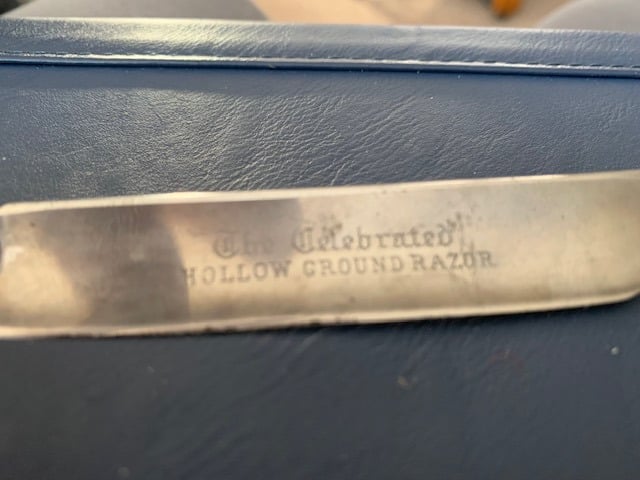 The Celebrated
HOLLOW GROUND RAZOR